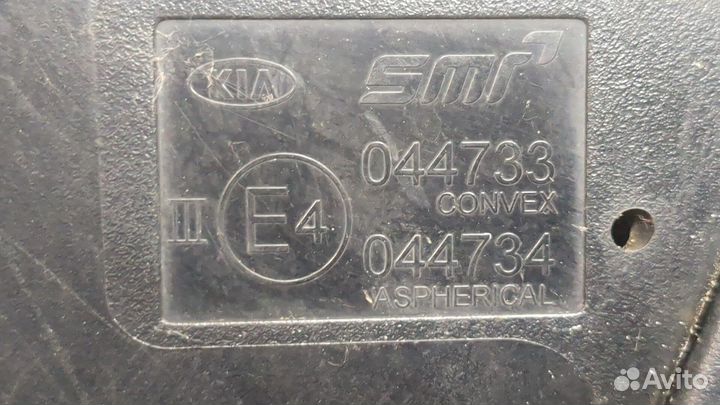 KIA SMR
044733
CONVEX
III E4
044734
ASPHERICAL
Avito